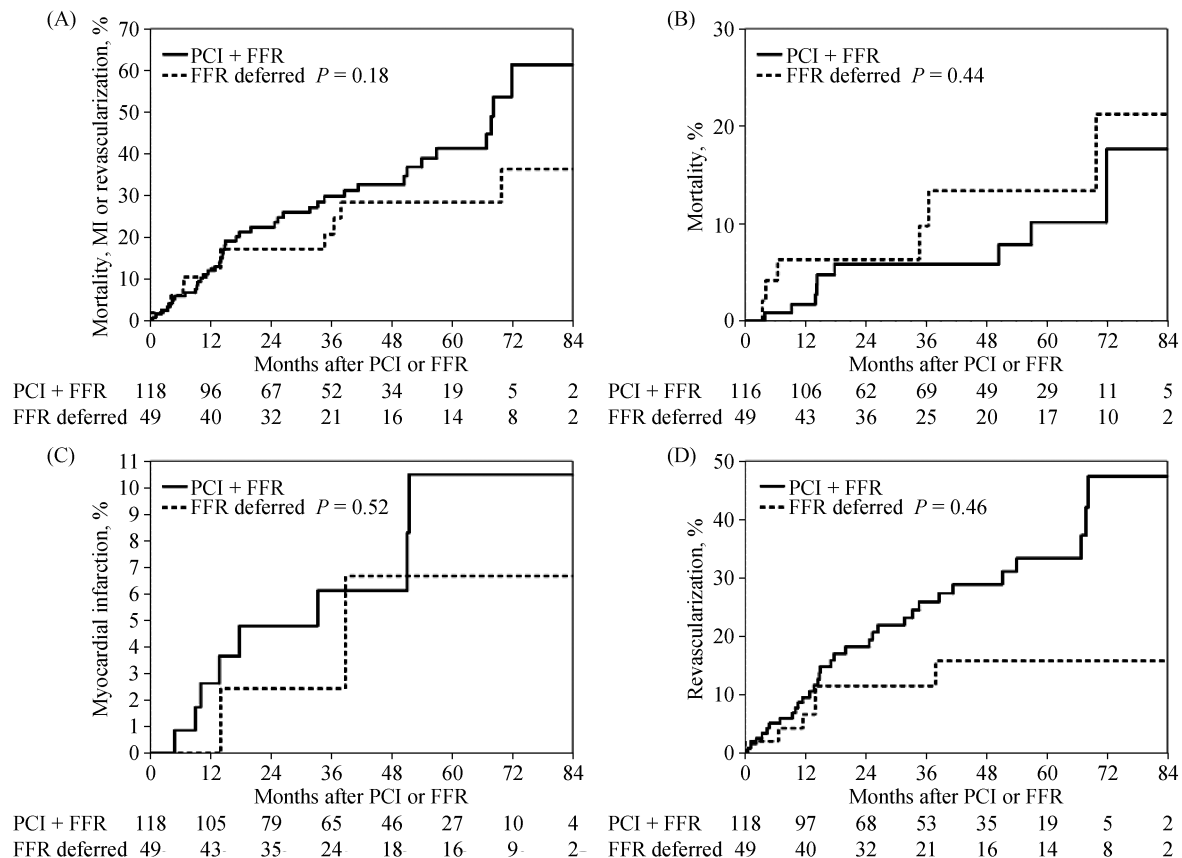 (A)
70
60
50
40
30
20
10
0
Mortality, MI or revascularization, %
PCI + FFR
FFR deferred P = 0.18
0 12 24 36 48 60 72 84
Months after PCI or FFR
PCI + FFR 118 96 67 52 34 19 5 2
FFR deferred 49 40 32 21 16 14 8 2
(B)
30
20
10
0
Mortality, %
PCI + FFR
FFR deferred P = 0.44
0 12 24 36 48 60 72 84
Months after PCI or FFR
PCI + FFR 116 106 62 69 49 29 11 5
FFR deferred 49 43 36 25 20 17 10 2
(C)
11
10
9
8
7
6
5
4
3
2
1
0
Myocardial infarction, %
PCI + FFR
FFR deferred P = 0.52
0 12 24 36 48 60 72 84
Months after PCI or FFR
PCI + FFR 118 105 79 65 46 27 10 4
FFR deferred 49 43 35 24 18 16 9 2
(D)
50
40
30
20
10
0
Revascularization, %
PCI + FFR
FFR deferred P = 0.46
0 12 24 36 48 60 72 84
Months after PCI or FFR
PCI + FFR 118 97 68 53 35 19 5 2
FFR deferred 49 40 32 21 16 14 8 2